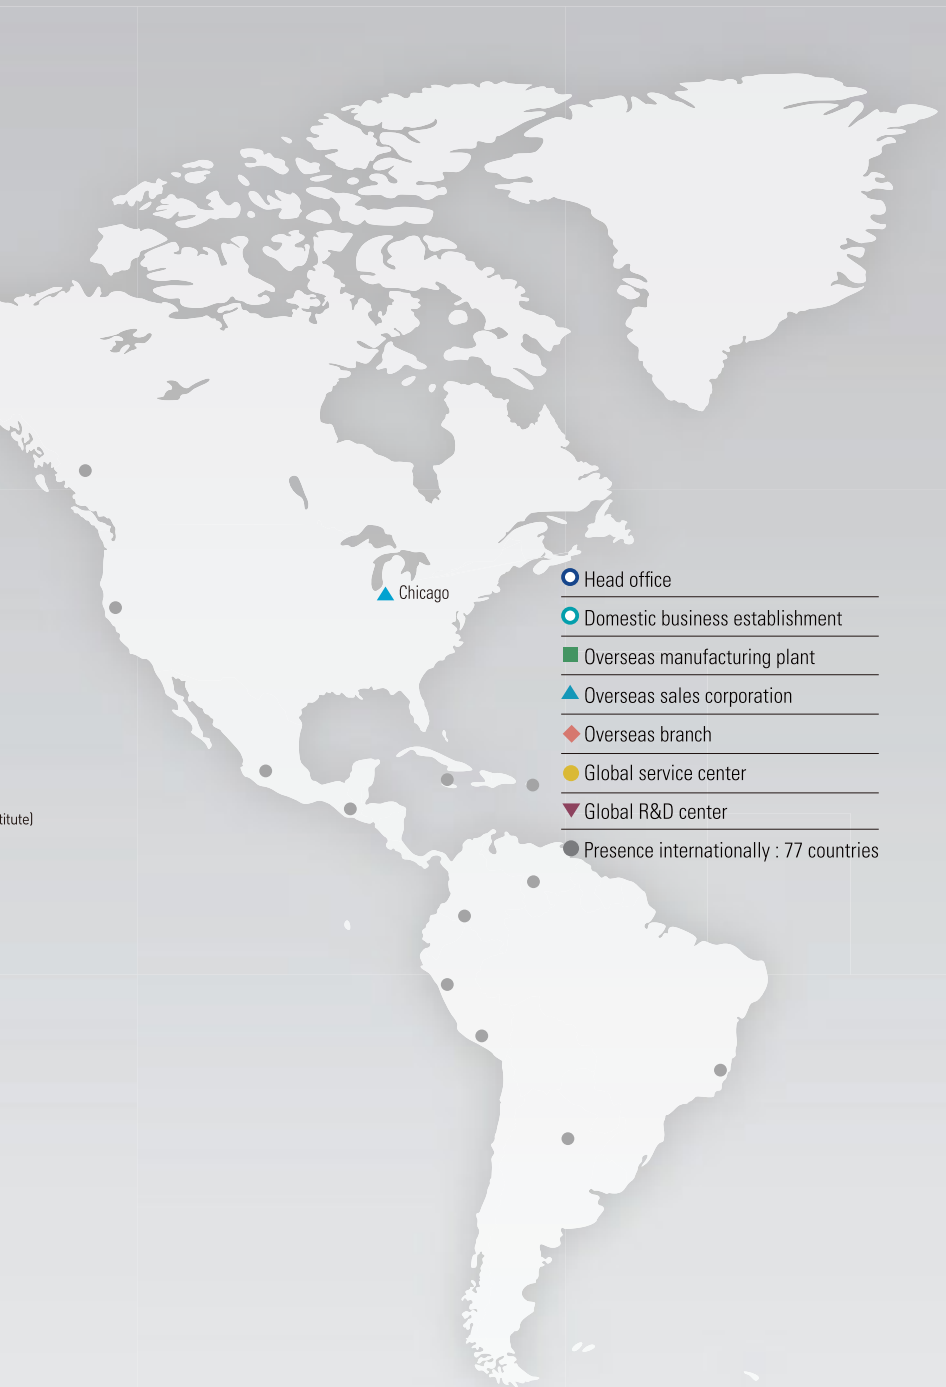 Chicago
Head office
Domestic business establishment
Overseas manufacturing plant
Overseas sales corporation
Overseas branch
Global service center
titute)
Global R&D center
Presence internationally : 77 countries